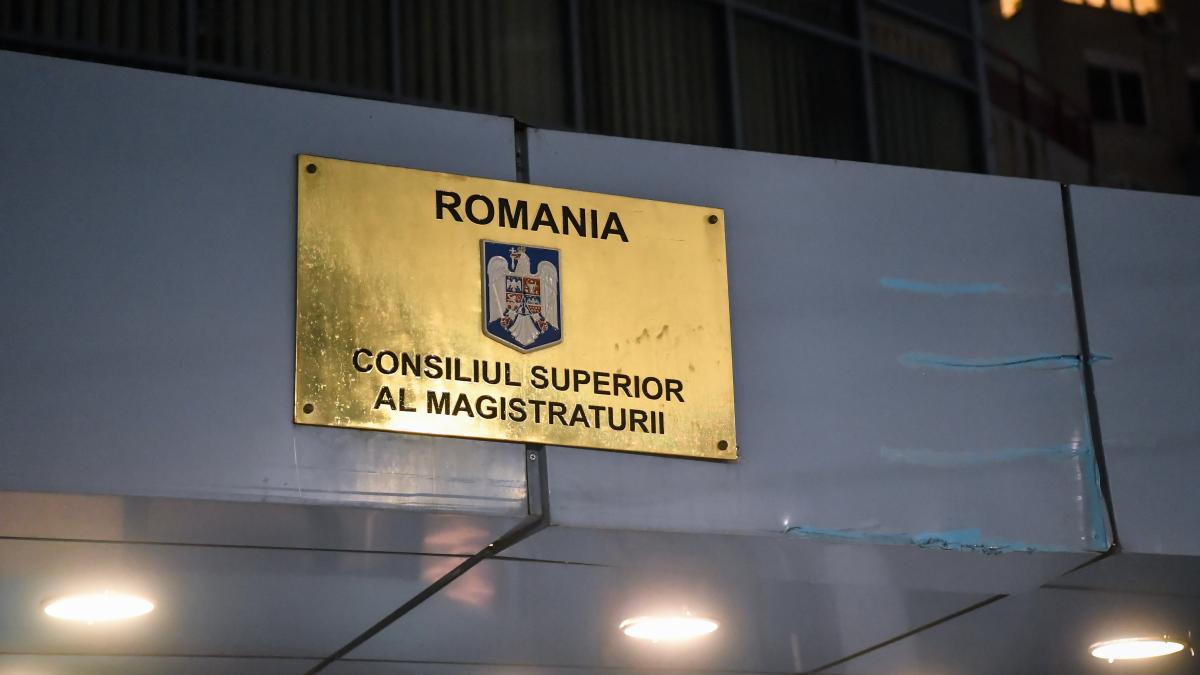 ROMANIA
CONSILIUL SUPERIOR
AL MAGISTRATURII